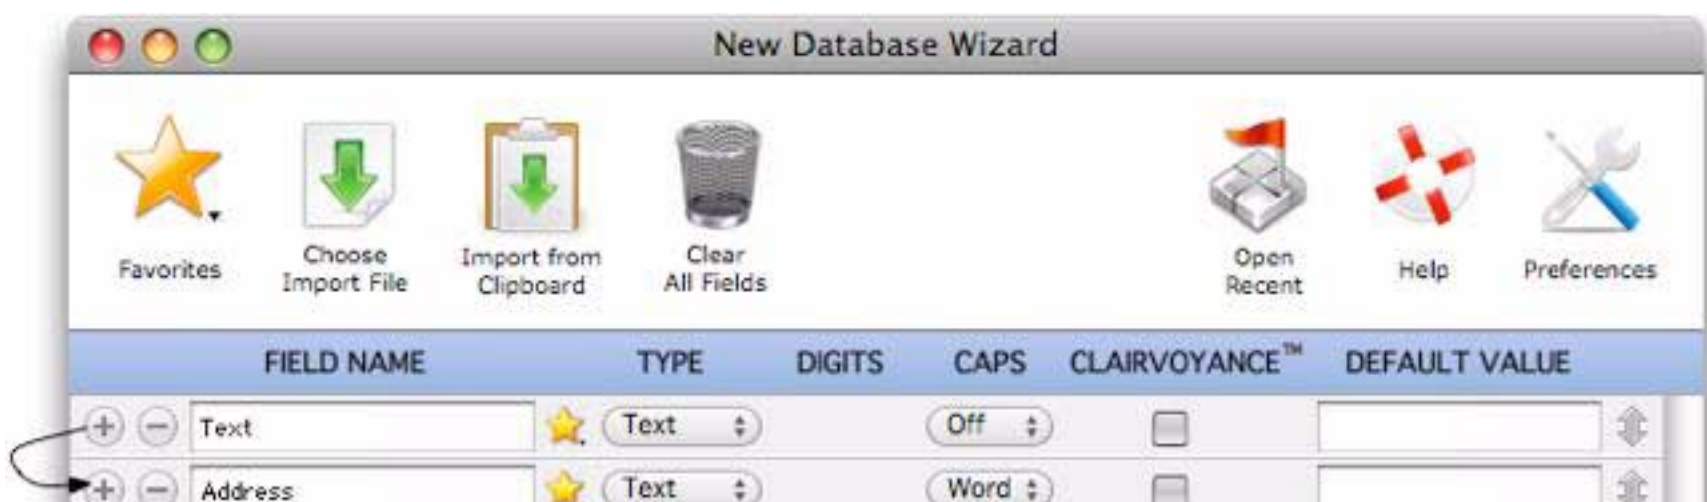 New Database Wizard
Favorites
Choose
Import File
Import from
Clipboard
Clear
All Fields
Open
Recent
Help
Preferences
FIELD NAME TYPE DIGITS CAPS CLAIRVOYANCE™ DEFAULT VALUE
Text Text Off
Address Text Word